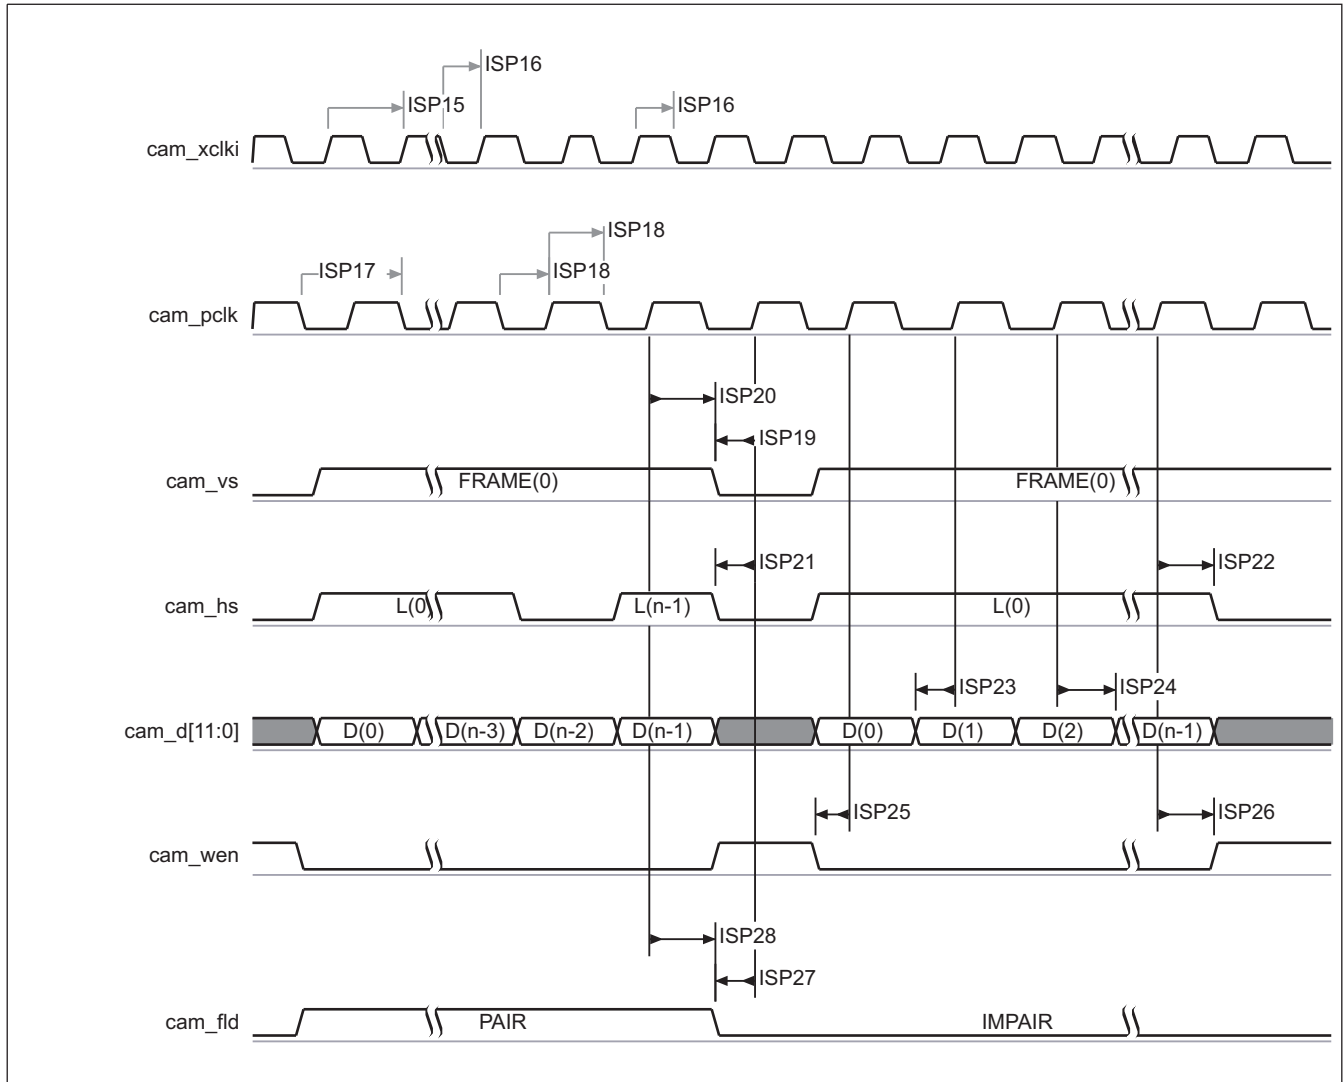 ISP16
ISP15
ISP16
cam_xclki
ISP18
ISP17
ISP18
cam_pclk
ISP20
ISP19
cam_vs
FRAME(0)
FRAME(0)
ISP21
ISP22
cam_hs
L(0)
L(n-1)
L(0)
ISP23
ISP24
cam_d[11:0]
D(0)
D(n-3)
D(n-2)
D(n-1)
D(0)
D(1)
D(2)
D(n-1)
ISP25
ISP26
cam_wen
ISP28
ISP27
cam_fld
PAIR
IMPAIR